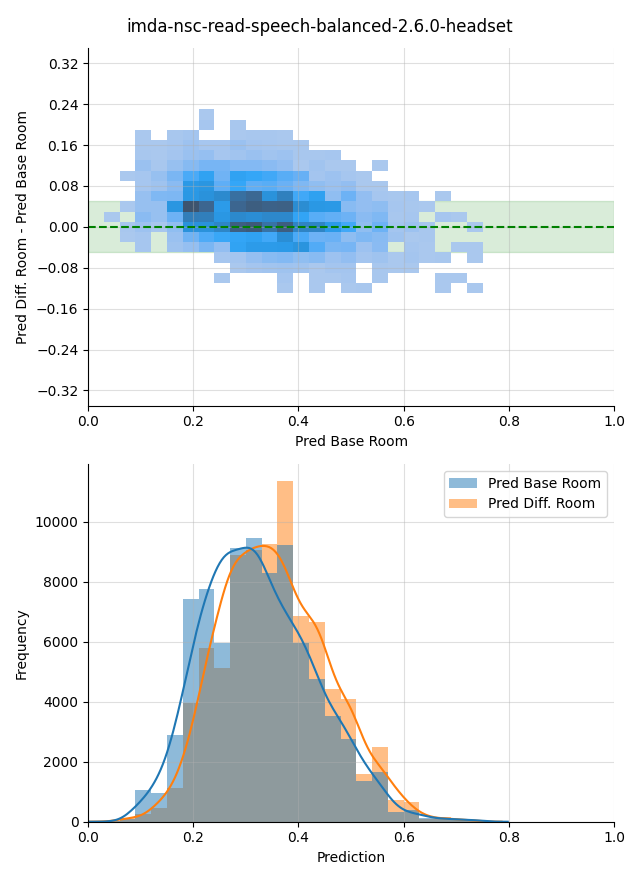 imda-nsc-read-speech-balanced-2.6.0-headset
0.32
0.24
0.16
0.08
0.00
−0.08
−0.16
−0.24
−0.32
Pred Diff. Room - Pred Base Room
0.0 0.2 0.4 0.6 0.8 1.0
Pred Base Room
Pred Base Room
Pred Diff. Room
10000
8000
6000
4000
2000
0
Frequency
0.0 0.2 0.4 0.6 0.8 1.0
Prediction